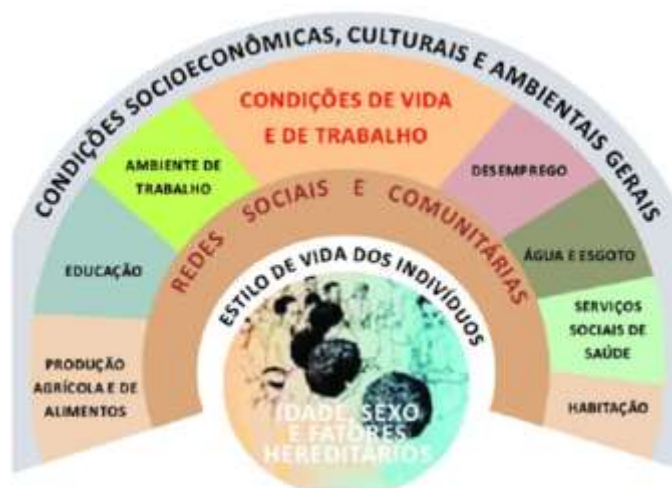 CONDIÇÕES SOCIOECONÔMICAS, CULTURAIS E AMBIENTAIS GERAIS
CONDIÇÕES DE VIDA
E DE TRABALHO
AMBIENTE DE
TRABALHO
DESEMPREGO
REDES SOCIAIS E COMUNITÁRIAS
EDUCAÇÃO
ÁGUA E ESGOTO
ESTILO DE VIDA DOS INDIVÍDUOS
SERVIÇOS
SOCIAIS DE
SAÚDE
PRODUÇÃO
AGRÍCOLA E DE
ALIMENTOS
HABITAÇÃO
IDADE, SEXO
E FATORES
HEREDITÁRIOS